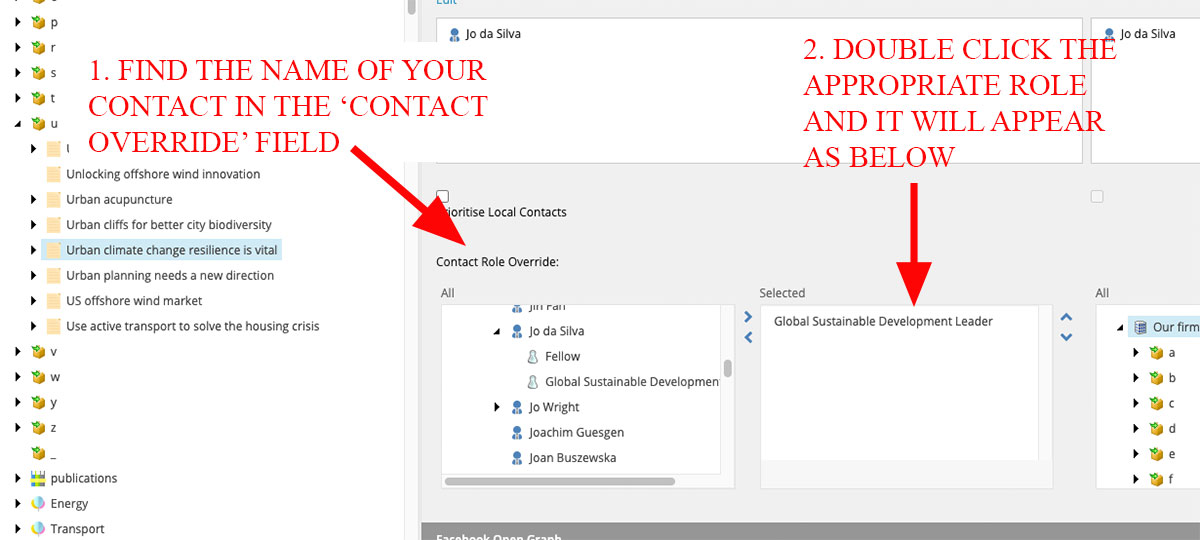 Edit
p
r
s
t
u
Unlocking offshore wind innovation
Urban acupuncture
Urban cliffs for better city biodiversity
Urban climate change resilience is vital
Urban planning needs a new direction
US offshore wind market
Use active transport to solve the housing crisis
v
w
y
z
_
publications
Energy
Transport
1. FIND THE NAME OF YOUR
CONTACT IN THE ‘CONTACT
OVERRIDE’ FIELD
Jo da Silva
Jo da Silva
2. DOUBLE CLICK THE
APPROPRIATE ROLE
AND IT WILL APPEAR
AS BELOW
Prioritise Local Contacts
Contact Role Override:
All
Jin Fan
Jo da Silva
Fellow
Global Sustainable Development
Jo Wright
Joachim Guesgen
Joan Buszewska
Selected
Global Sustainable Development Leader
All
Our firm
a
b
c
d
e
f
Facebook Open Graph